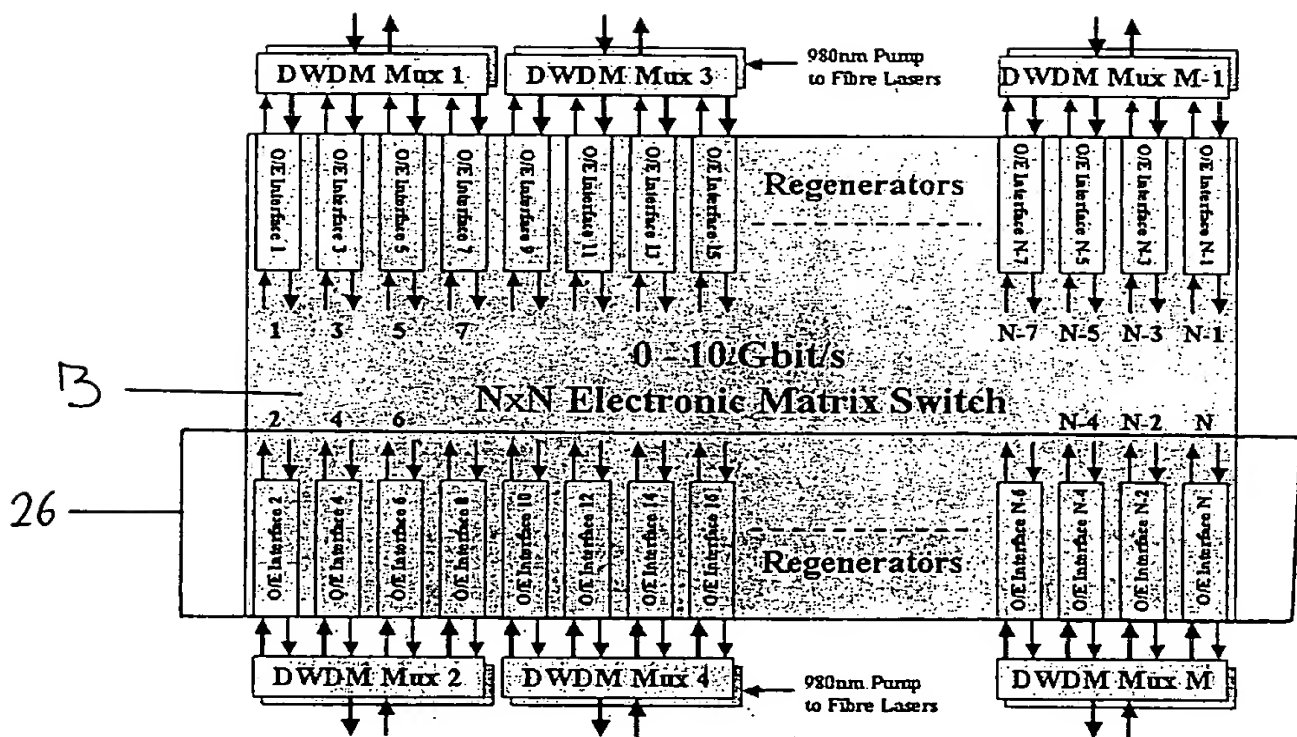 DWDM Mux 1
DWDM Mux 3
980nm Pump
to Fibre Lasers
DWDM Mux M-1
O/E Interface 1
O/E Interface 3
O/E Interface 5
O/E Interface 7
O/E Interface 9
O/E Interface 11
O/E Interface 13
O/E Interface 15
Regenerators
O/E Interface N-7
O/E Interface N-5
O/E Interface N-3
O/E Interface N-1
1 3 5 7 N-7 N-5 N-3 N-1
0 - 10 Gbit/s
NxN Electronic Matrix Switch
2 4 6 N-4 N-2 N
26
O/E Interface 2
O/E Interface 4
O/E Interface 6
O/E Interface 8
O/E Interface 10
O/E Interface 12
O/E Interface 14
O/E Interface 16
Regenerators
O/E Interface N-6
O/E Interface N-4
O/E Interface N-2
O/E Interface N
DWDM Mux 2
DWDM Mux 4
980nm Pump
to Fibre Lasers
DWDM Mux M